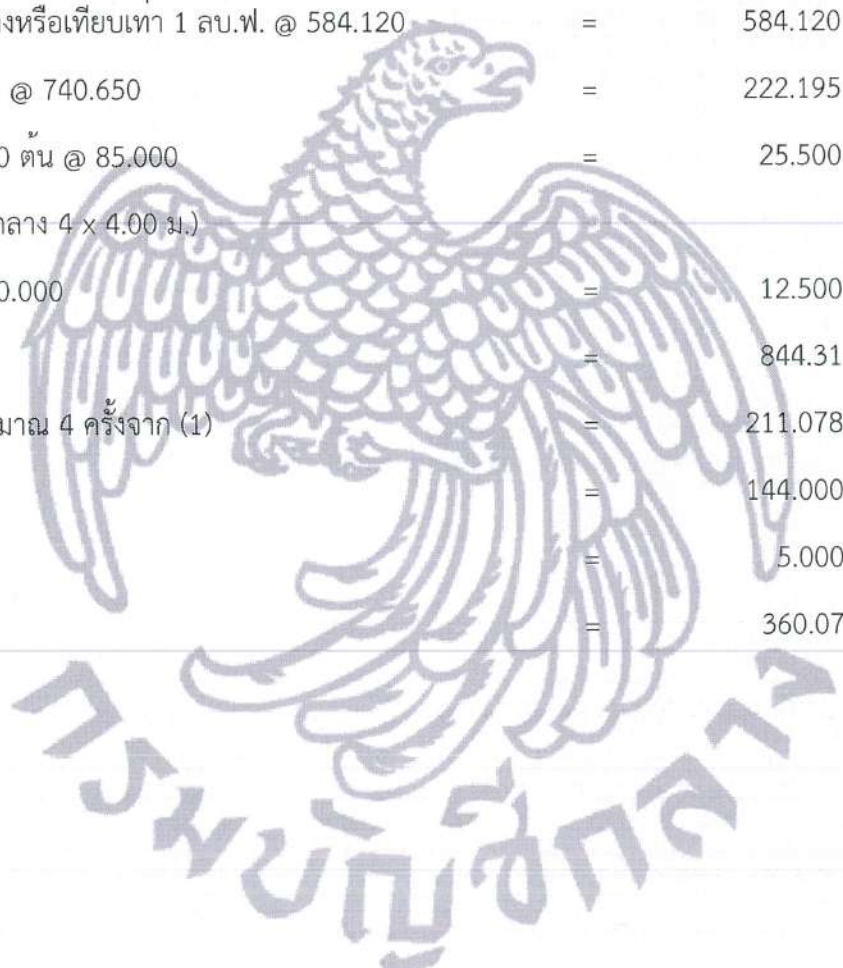 งหรือเทียบเทา 1 ลบ.ฟ. @ 584.120 = 584.120
@ 740.650 = 222.195
0 ต้น @ 85.000 = 25.500
กลาง 4 x 4.00 ม.)
0.000 = 12.500
= 844.31
มาณ 4 ครั้งจาก (1) = 211.078
= 144.000
= 5.000
= 360.07
กรมบัญชีกลาง